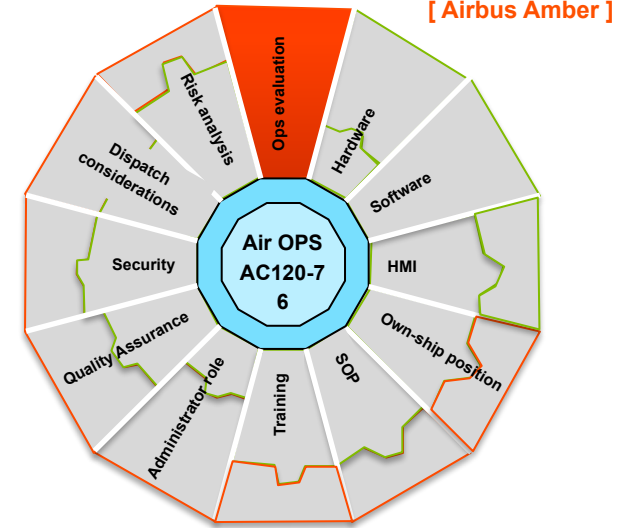 [ Airbus Amber ]
Ops evaluation
Hardware
Software
HMI
Own-ship position
SOP
Training
Administrator role
Quality Assurance
Security
Dispatch
considerations
Risk analysis
Air OPS
AC120-7
6